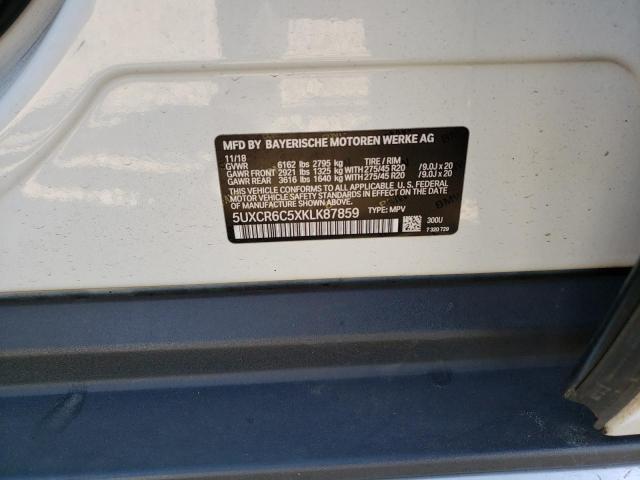 MFD BY BAYERISCHE MOTOREN WERKE AG
11/18
GVWR 6162 lbs 2795 kg TIRE / RIM
GAWR FRONT 2921 lbs 1325 kg WITH 275/45 R20 /9.0J x 20
GAWR REAR 3616 lbs 1640 kg WITH 275/45 R20 /9.0J x 20
THIS VEHICLE CONFORMS TO ALL APPLICABLE U.S. FEDERAL
MOTOR VEHICLE SAFETY STANDARDS IN EFFECT ON THE DATE
OF MANUFACTURE SHOWN ABOVE.
5UXCR6C5XKLK87859 TYPE: MPV
300U
7 320 729